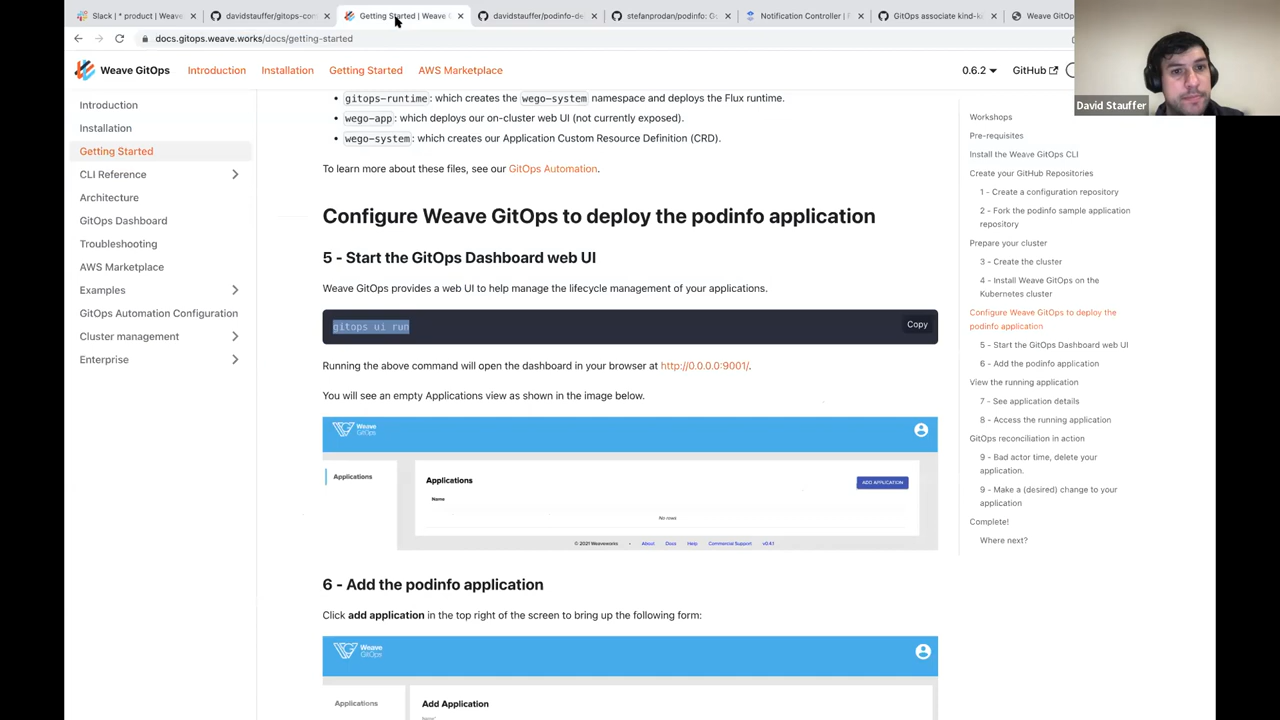 Slack | * product | Weave
davidstauffer/gitops-con
Getting Started | Weave G
davidstauffer/podinfo-de
stefanprodan/podinfo: G
Notification Controller | F
GitOps associate kind-k
Weave GitO
docs.gitops.weave.works/docs/getting-started
Weave GitOps
Introduction
Installation
Getting Started
AWS Marketplace
0.6.2
GitHub
David Stauffer
Introduction
Installation
Getting Started
CLI Reference
Architecture
GitOps Dashboard
Troubleshooting
AWS Marketplace
Examples
GitOps Automation Configuration
Cluster management
Enterprise
gitops-runtime: which creates the wego-system namespace and deploys the Flux runtime.
wego-app: which deploys our on-cluster web UI (not currently exposed).
wego-system: which creates our Application Custom Resource Definition (CRD).
To learn more about these files, see our GitOps Automation.
Configure Weave GitOps to deploy the podinfo application
5 - Start the GitOps Dashboard web UI
Weave GitOps provides a web UI to help manage the lifecycle management of your applications.
gitops ui run
Copy
Running the above command will open the dashboard in your browser at http://0.0.0.0:9001/.
You will see an empty Applications view as shown in the image below.
Weave
GitOps
Applications
Applications
ADD APPLICATION
Name
No rows
© 2021 Weaveworks • About Docs Help Commercial Support v0.4.1
6 - Add the podinfo application
Click add application in the top right of the screen to bring up the following form:
Weave
GitOps
Applications
Add Application
Name*
Workshops
Pre-requisites
Install the Weave GitOps CLI
Create your GitHub Repositories
1 - Create a configuration repository
2 - Fork the podinfo sample application
repository
Prepare your cluster
3 - Create the cluster
4 - Install Weave GitOps on the
Kubernetes cluster
Configure Weave GitOps to deploy the
podinfo application
5 - Start the GitOps Dashboard web UI
6 - Add the podinfo application
View the running application
7 - See application details
8 - Access the running application
GitOps reconciliation in action
9 - Bad actor time, delete your
application.
9 - Make a (desired) change to your
application
Complete!
Where next?